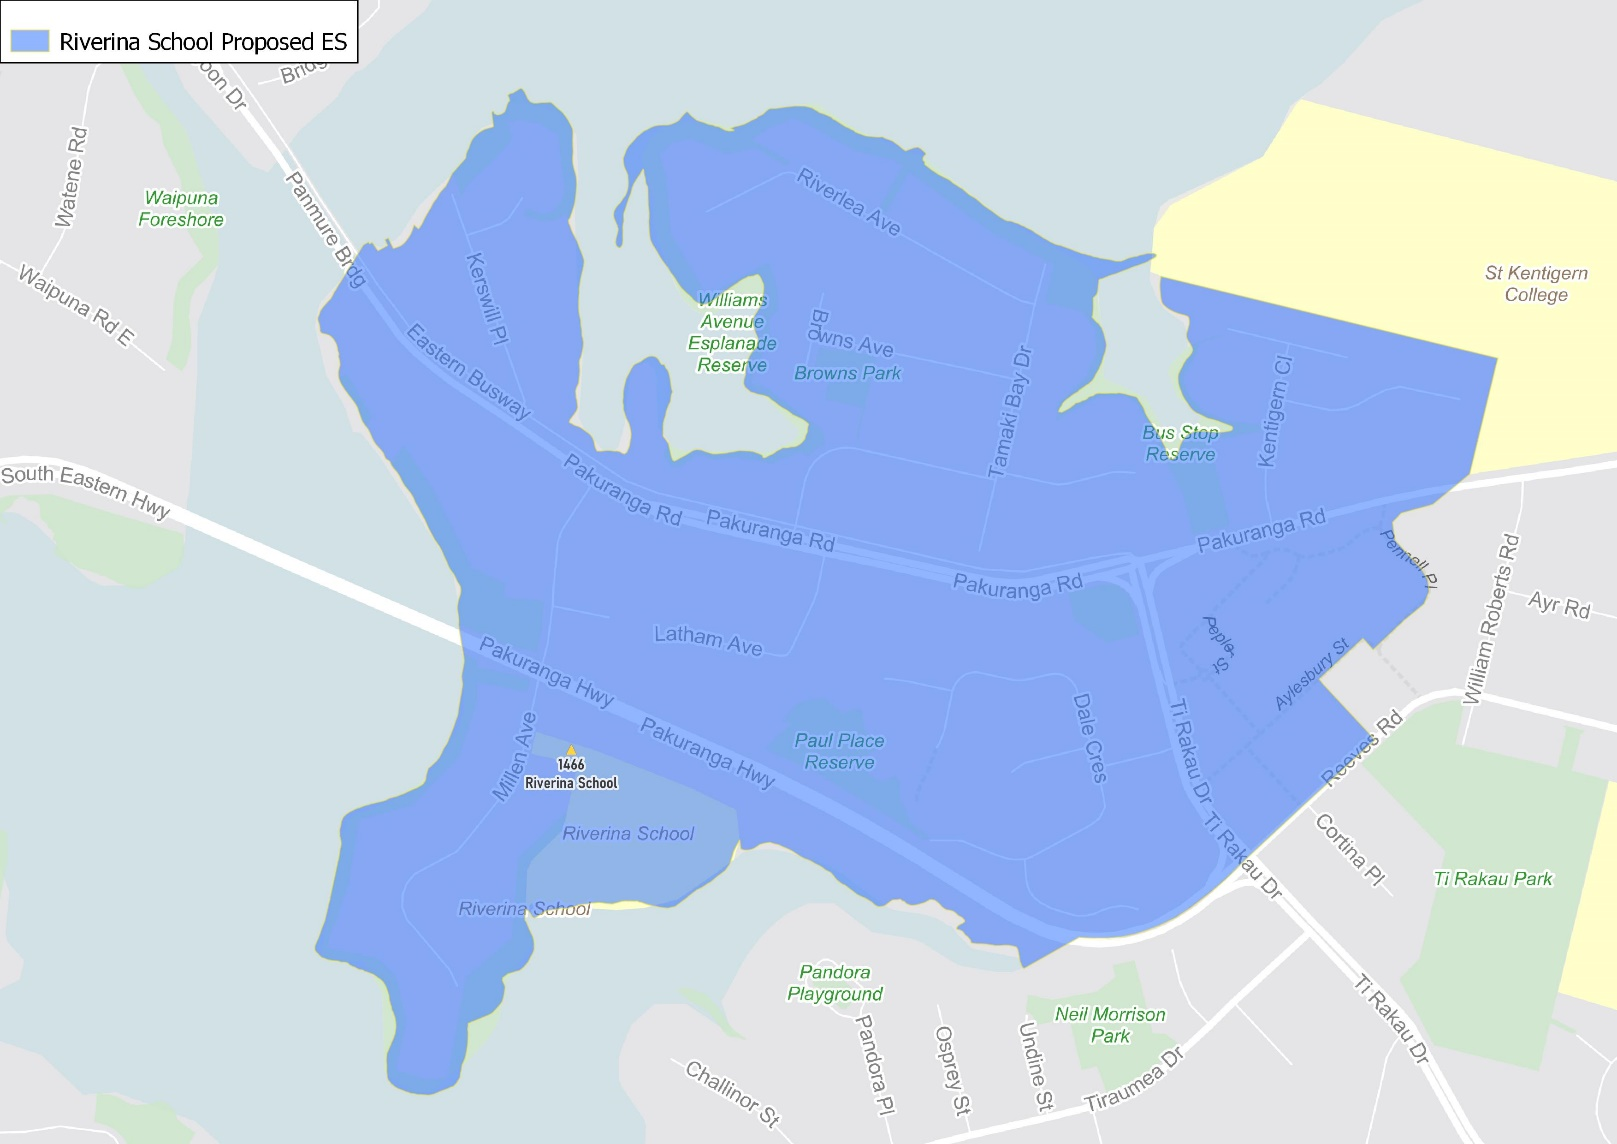 Riverina School Proposed ES
Bridg
oon Dr
Watene Rd
Waipuna
Foreshore
Panmure Brdg
Riverlea Ave
Waipuna Rd E
Kerswill Pl
St Kentigern
College
Williams
Avenue
Esplanade
Reserve
Browns Ave
Browns Park
Eastern Busway
Tamaki Bay Dr
Kentigern Cl
Bus Stop
Reserve
South Eastern Hwy
Pakuranga Rd
Pakuranga Rd
Pakuranga Rd
Pakuranga Rd
Pennell Pl
William Roberts Rd
Ayr Rd
Latham Ave
Pepler St
Aylesbury St
Pakuranga Hwy
Pakuranga Hwy
Millen Ave
1466
Riverina School
Paul Place
Reserve
Dale Cres
Ti Rakau Dr
Reeves Rd
Riverina School
Ti Rakau Dr
Cortina Pl
Ti Rakau Park
Riverina School
Pandora
Playground
Neil Morrison
Park
Ti Rakau Dr
Pandora Pl
Osprey St
Undine St
Tiraumea Dr
Challinor St